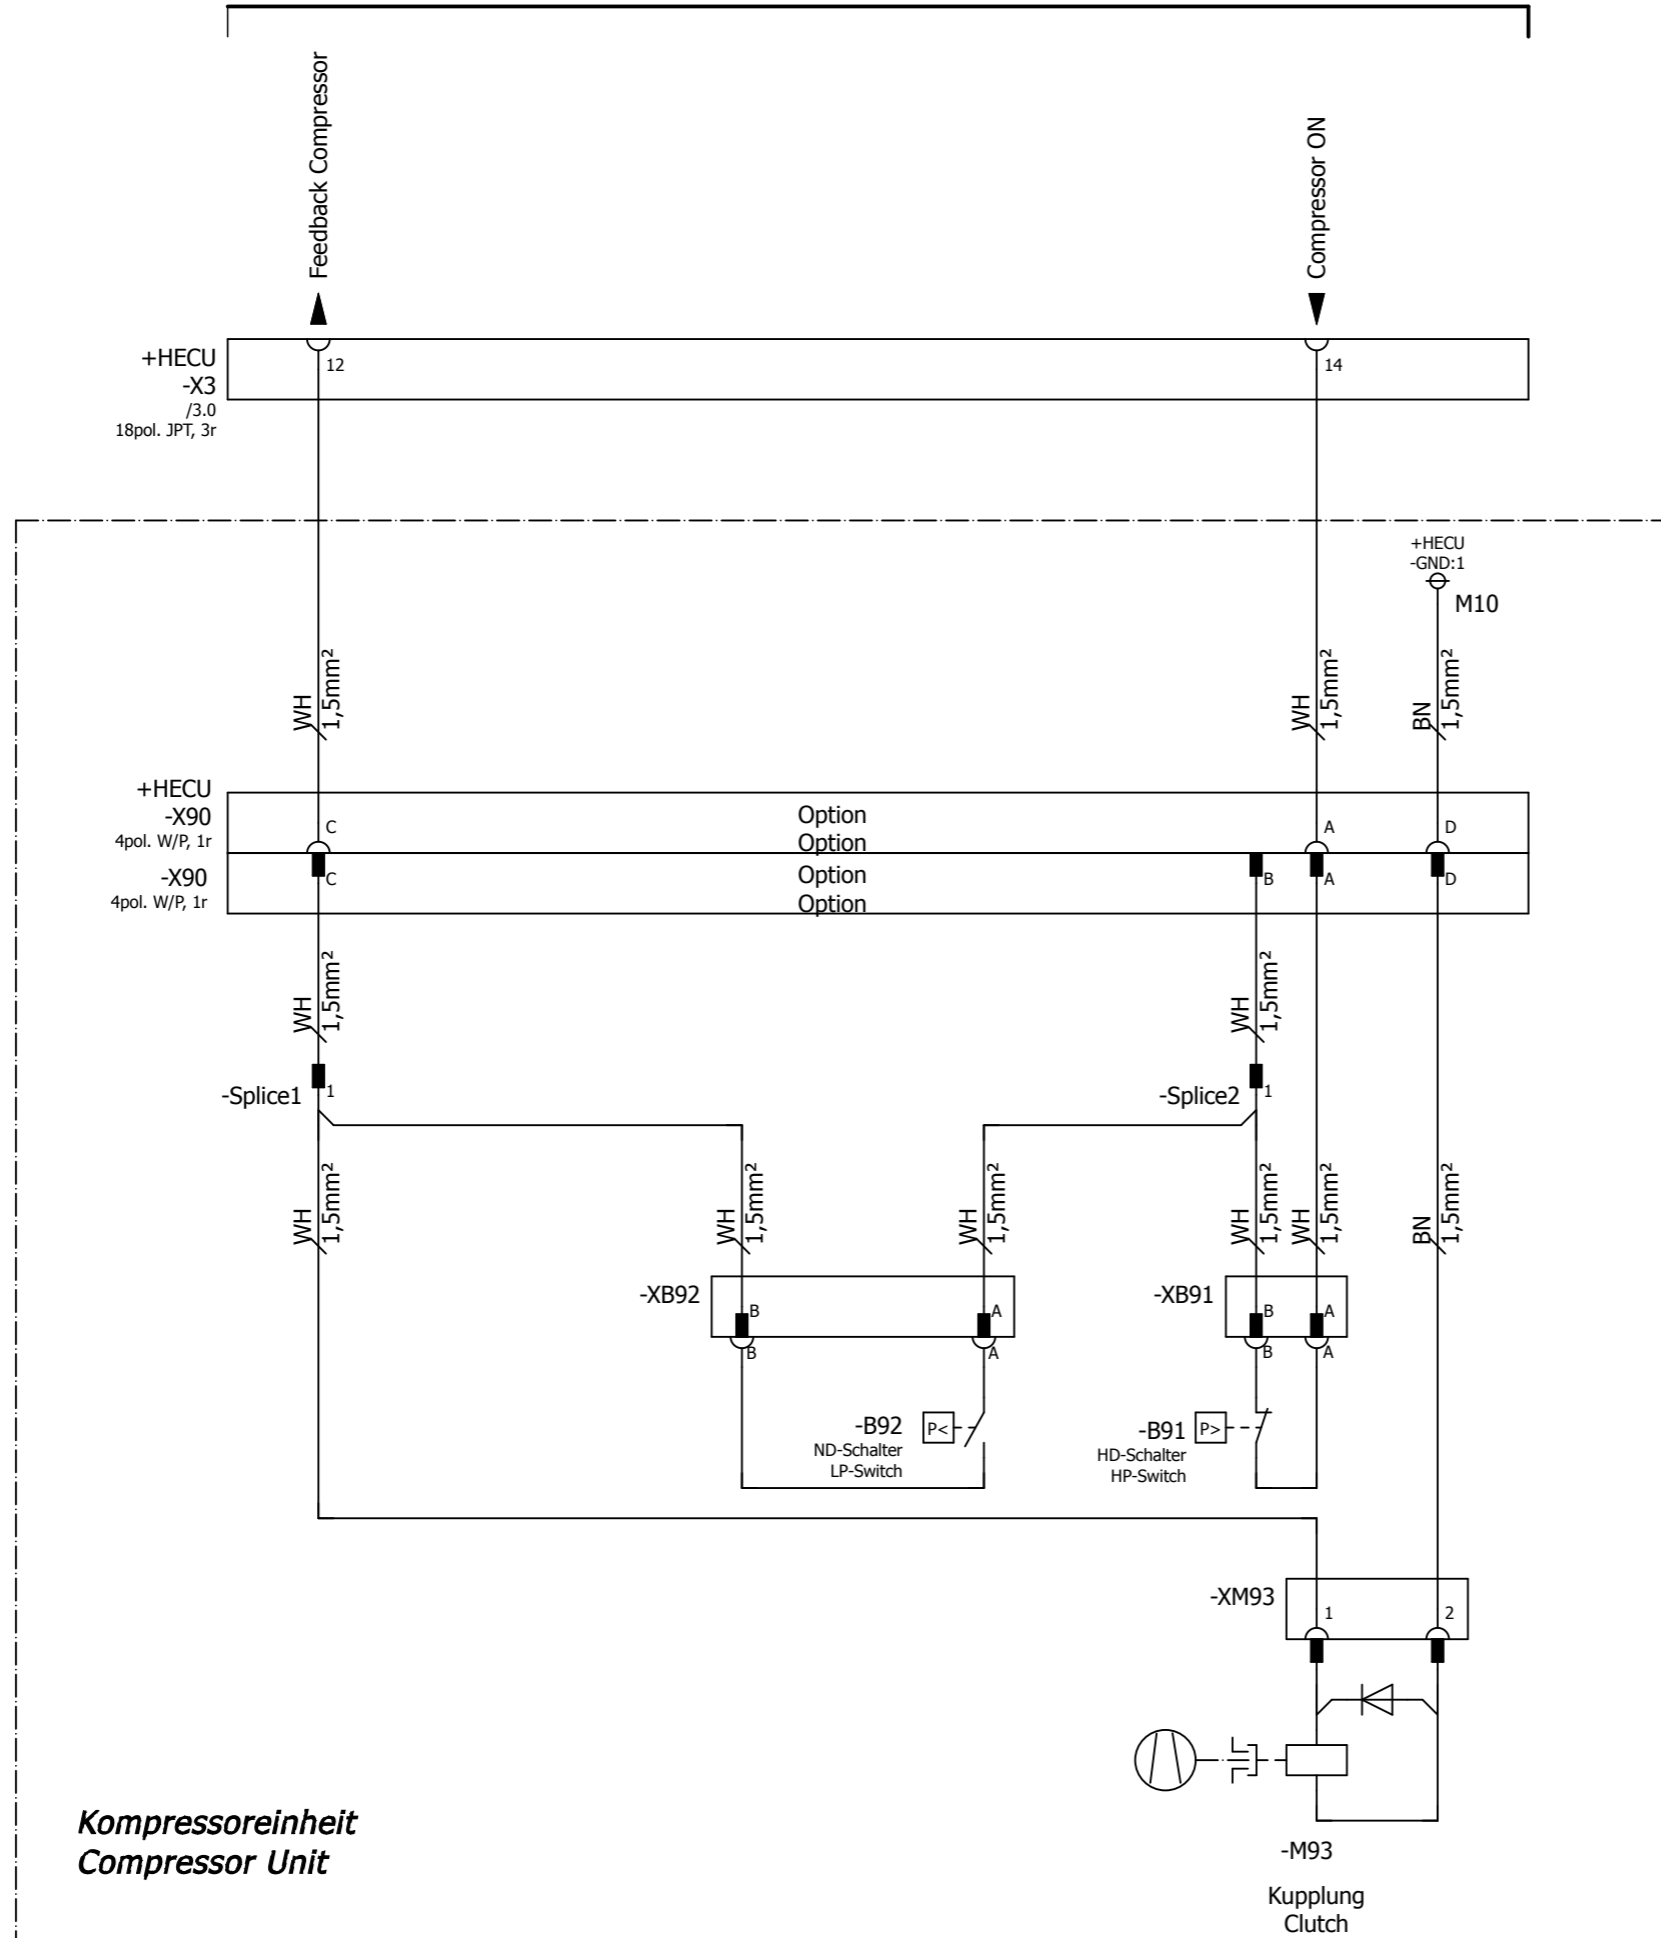 Feedback Compressor
Compressor ON
+HECU
-X3
/3.0
18pol. JPT, 3r
12
14
+HECU
-GND:1
M10
WH
1,5mm²
WH
1,5mm²
BN
1,5mm²
+HECU
-X90
4pol. W/P, 1r
C
Option
Option
A
D
-X90
4pol. W/P, 1r
C
Option
Option
B
A
D
WH
1,5mm²
WH
1,5mm²
-Splice1
1
-Splice2
1
WH
1,5mm²
WH
1,5mm²
WH
1,5mm²
WH
1,5mm²
WH
1,5mm²
BN
1,5mm²
-XB92
B
A
B
A
-XB91
B
A
B
A
-B92
ND-Schalter
LP-Switch
P<
-B91
HD-Schalter
HP-Switch
P>
-XM93
1
2
Kompressoreinheit
Compressor Unit
-M93
Kupplung
Clutch